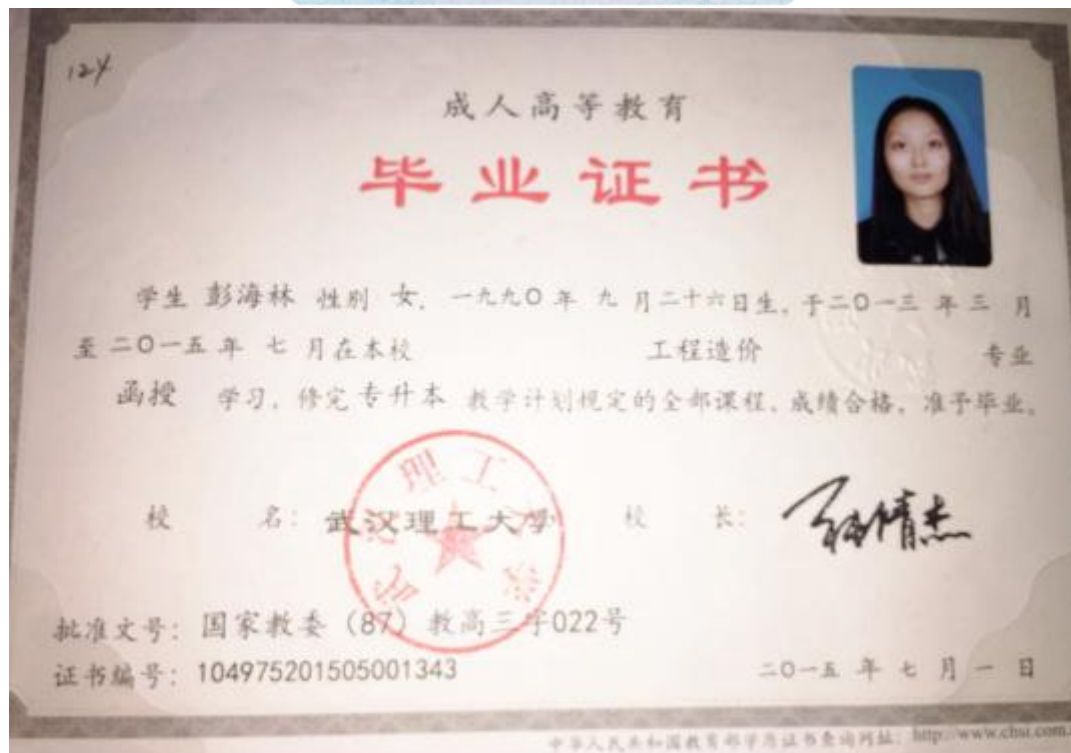 124
成人高等教育
毕业证书
学生 彭海林 性别 女, 一九九〇年 九 月二十六日生, 于二〇一三 年 三 月
至 二〇一五 年 七 月在本校 工程造价 专业
函授 学习, 修完 专升本 教学计划规定的全部课程, 成绩合格, 准予毕业。
校 名: 武汉理工大学 校 长:
批准文号: 国家教委 (87) 教高三字022号
证书编号: 104975201505001343 二〇一五 年 七 月 一 日
中华人民共和国教育部学历证书查询网址: http://www.chsi.com.